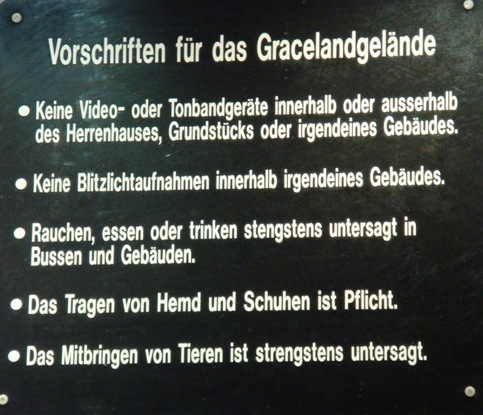 Vorschriften für das Gracelandgelände
● Keine Video- oder Tonbandgeräte innerhalb oder ausserhalb
des Herrenhauses, Grundstücks oder irgendeines Gebäudes.
● Keine Blitzlichtaufnahmen innerhalb irgendeines Gebäudes.
● Rauchen, essen oder trinken stengstens untersagt in
Bussen und Gebäuden.
● Das Tragen von Hemd und Schuhen ist Pflicht.
● Das Mitbringen von Tieren ist strengstens untersagt.